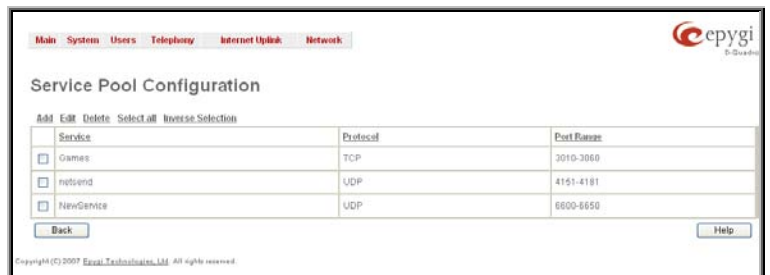 epygi
Main System Users Telephony Internet Uplink Network
Service Pool Configuration
Add Edit Delete Select all Inverse Selection
Service Protocol Port Range
Games TCP 3010-3060
netsend UDP 4151-4181
NewService UDP 6600-6650
Back Help
Copyright (C) 2007 Epygi Technologies, Ltd. All rights reserved.